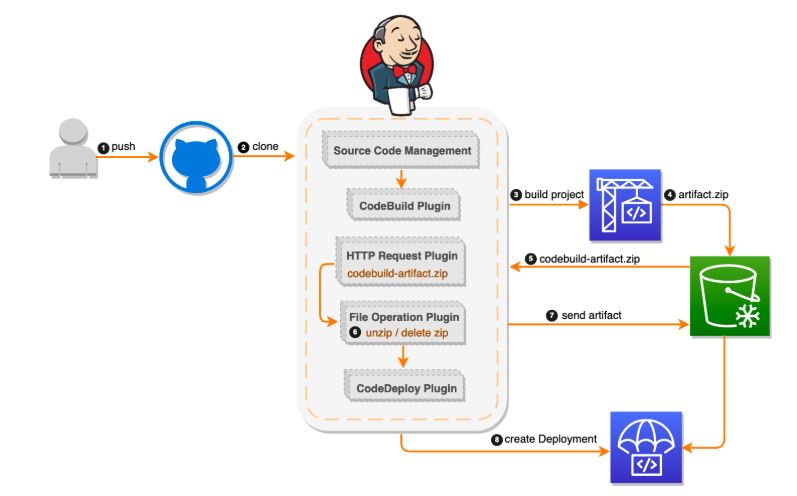 1 push
2 clone
Source Code Management
CodeBuild Plugin
3 build project
4 artifact.zip
HTTP Request Plugin
codebuild-artifact.zip
5 codebuild-artifact.zip
File Operation Plugin
6 unzip / delete zip
7 send artifact
CodeDeploy Plugin
8 create Deployment